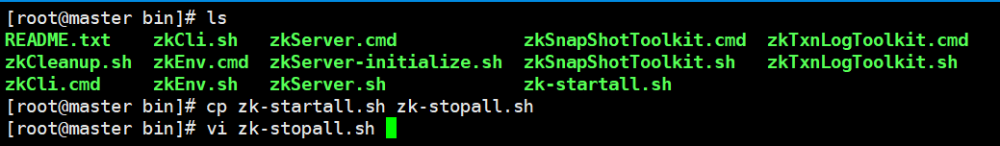 [root@master bin]# ls
README.txt zkCli.sh zkServer.cmd zkSnapShotToolkit.cmd zkTxnLogToolkit.cmd
zkCleanup.sh zkEnv.cmd zkServer-initialize.sh zkSnapShotToolkit.sh zkTxnLogToolkit.sh
zkCli.cmd zkEnv.sh zkServer.sh zk-startall.sh
[root@master bin]# cp zk-startall.sh zk-stopall.sh
[root@master bin]# vi zk-stopall.sh